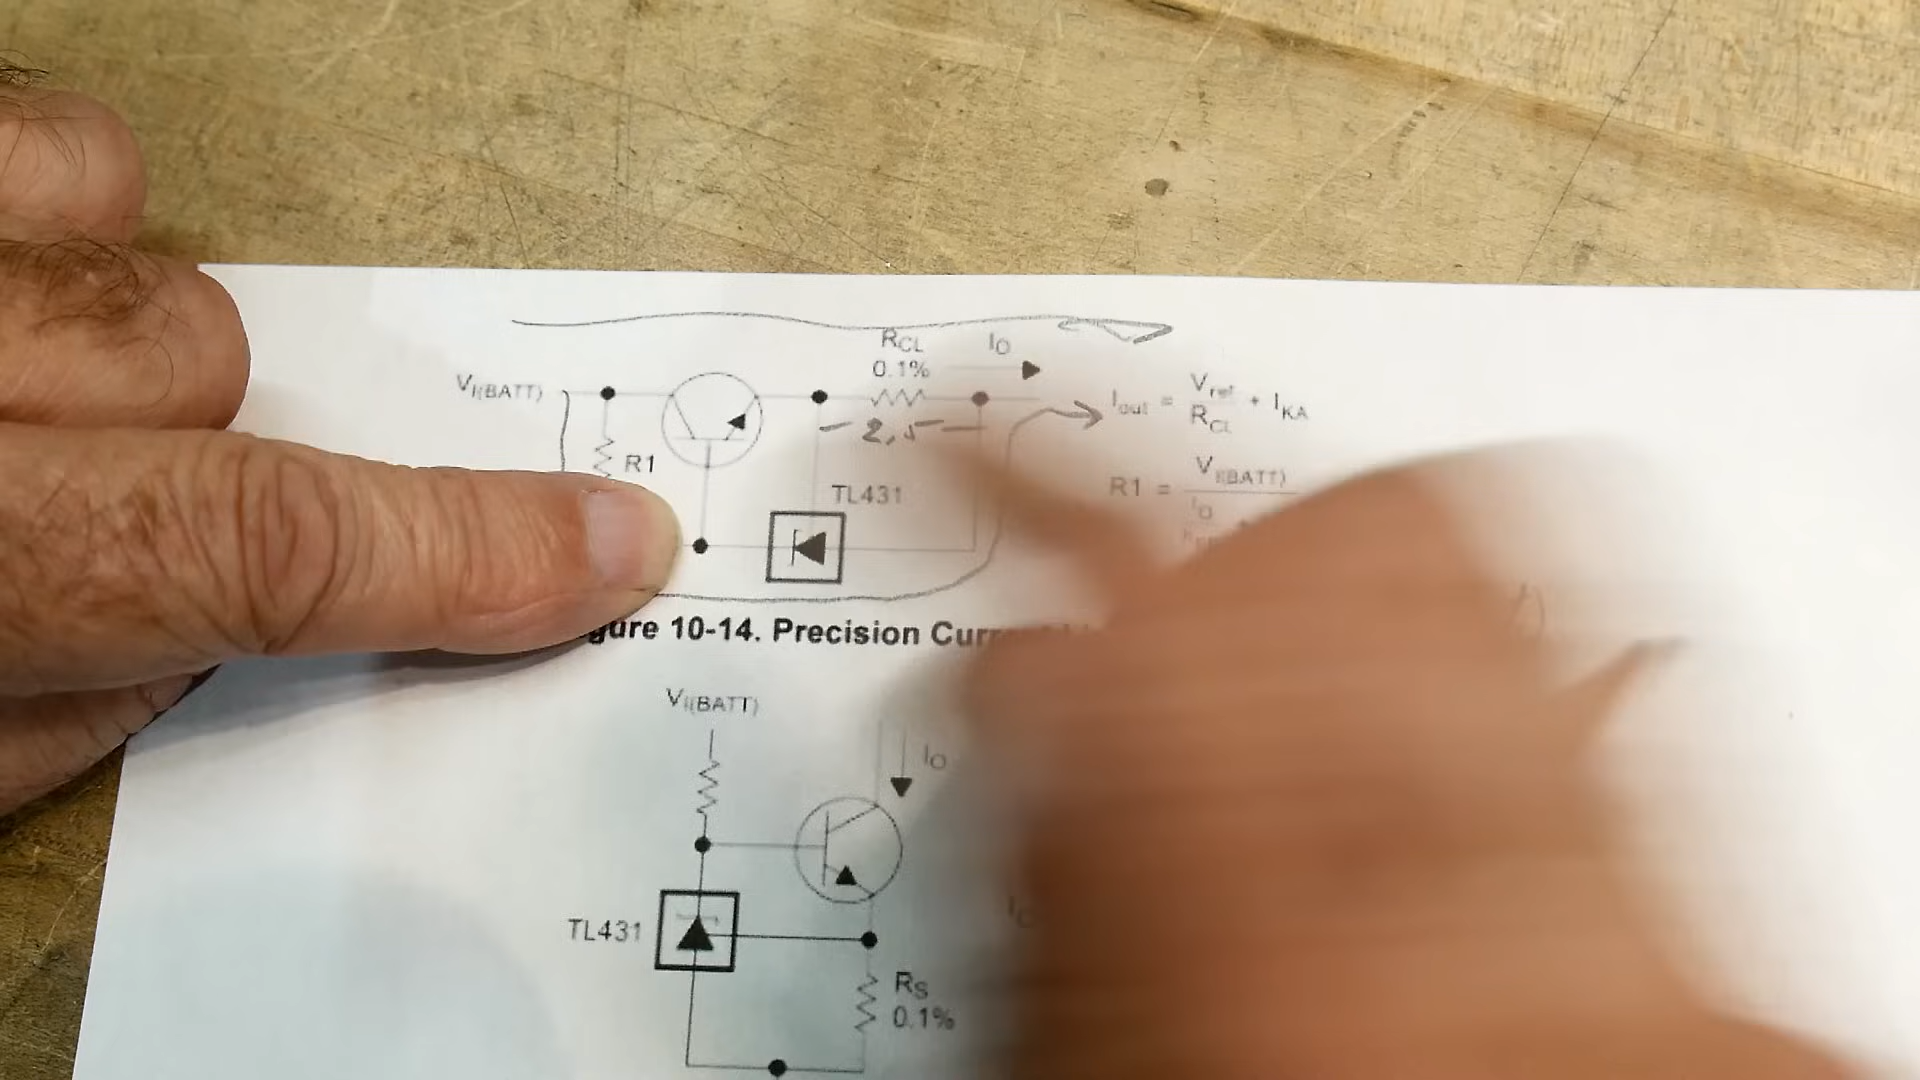 RCL
0.1%
IO
VI(BATT)
2,5
Iout = Vref / RCL + IKA
R1
TL431
R1 = VI(BATT)
IO
gure 10-14. Precision
VI(BATT)
IO
TL431
RS
0.1%